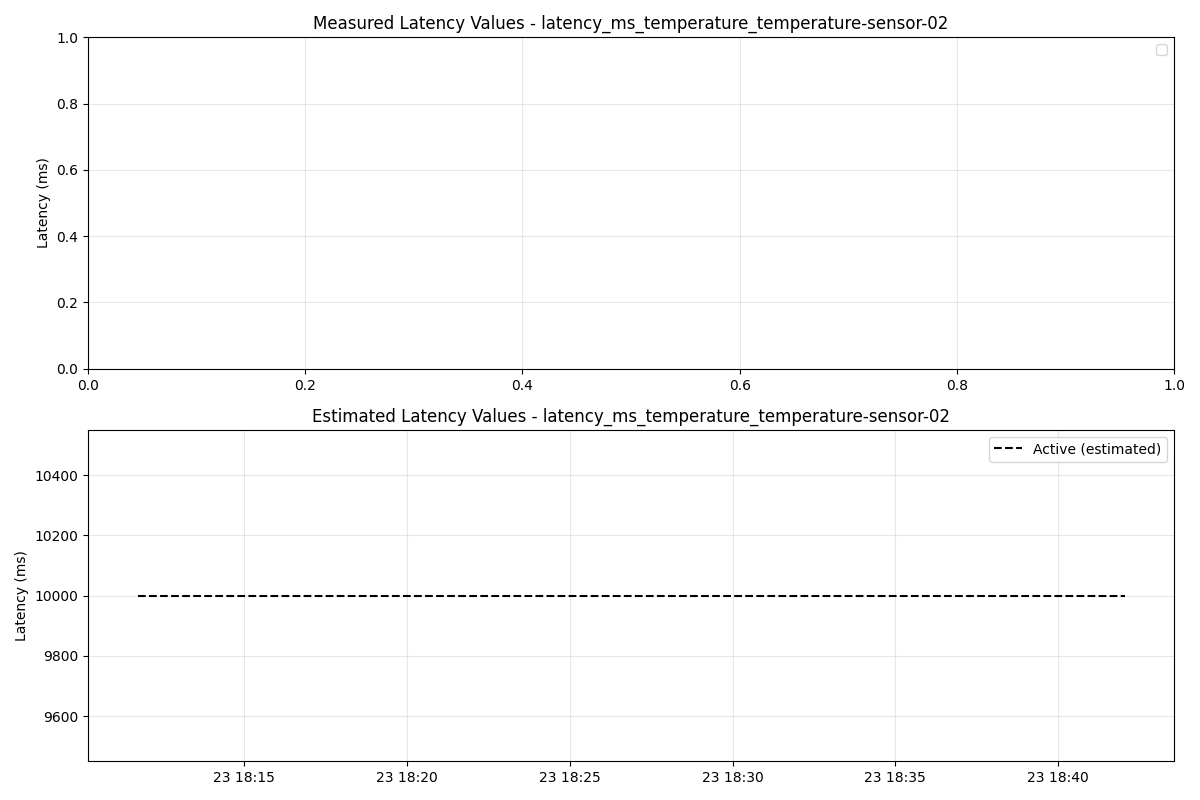 Measured Latency Values - latency_ms_temperature_temperature-sensor-02
Latency (ms)
1.0
0.8
0.6
0.4
0.2
0.0
0.0 0.2 0.4 0.6 0.8 1.0
Estimated Latency Values - latency_ms_temperature_temperature-sensor-02
Active (estimated)
Latency (ms)
10400
10200
10000
9800
9600
23 18:15 23 18:20 23 18:25 23 18:30 23 18:35 23 18:40